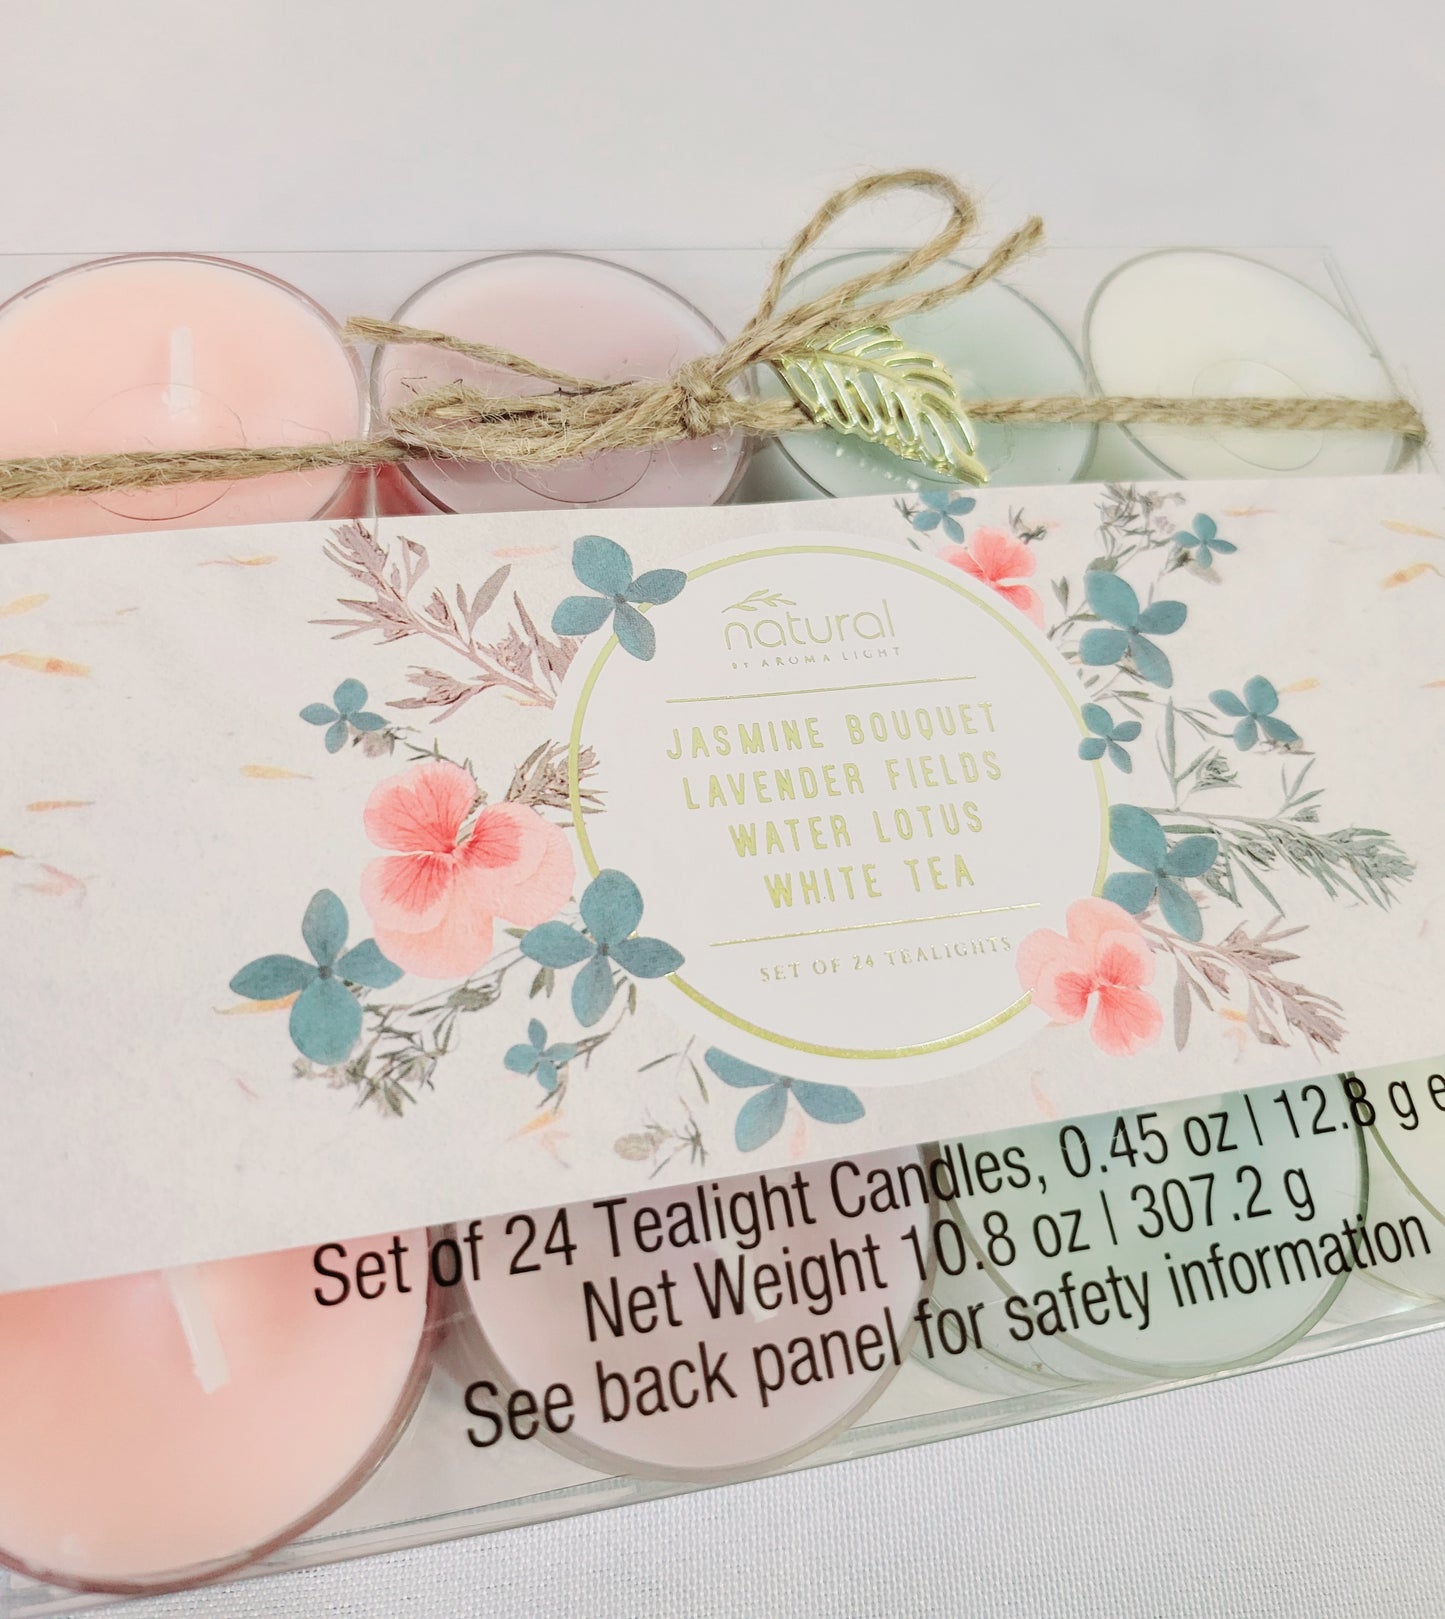 natural
BY AROMA LIGHT
JASMINE BOUQUET
LAVENDER FIELDS
WATER LOTUS
WHITE TEA
SET OF 24 TEALIGHTS
Set of 24 Tealight Candles, 0.45 oz | 12.8 g e
Net Weight 10.8 oz | 307.2 g
See back panel for safety information